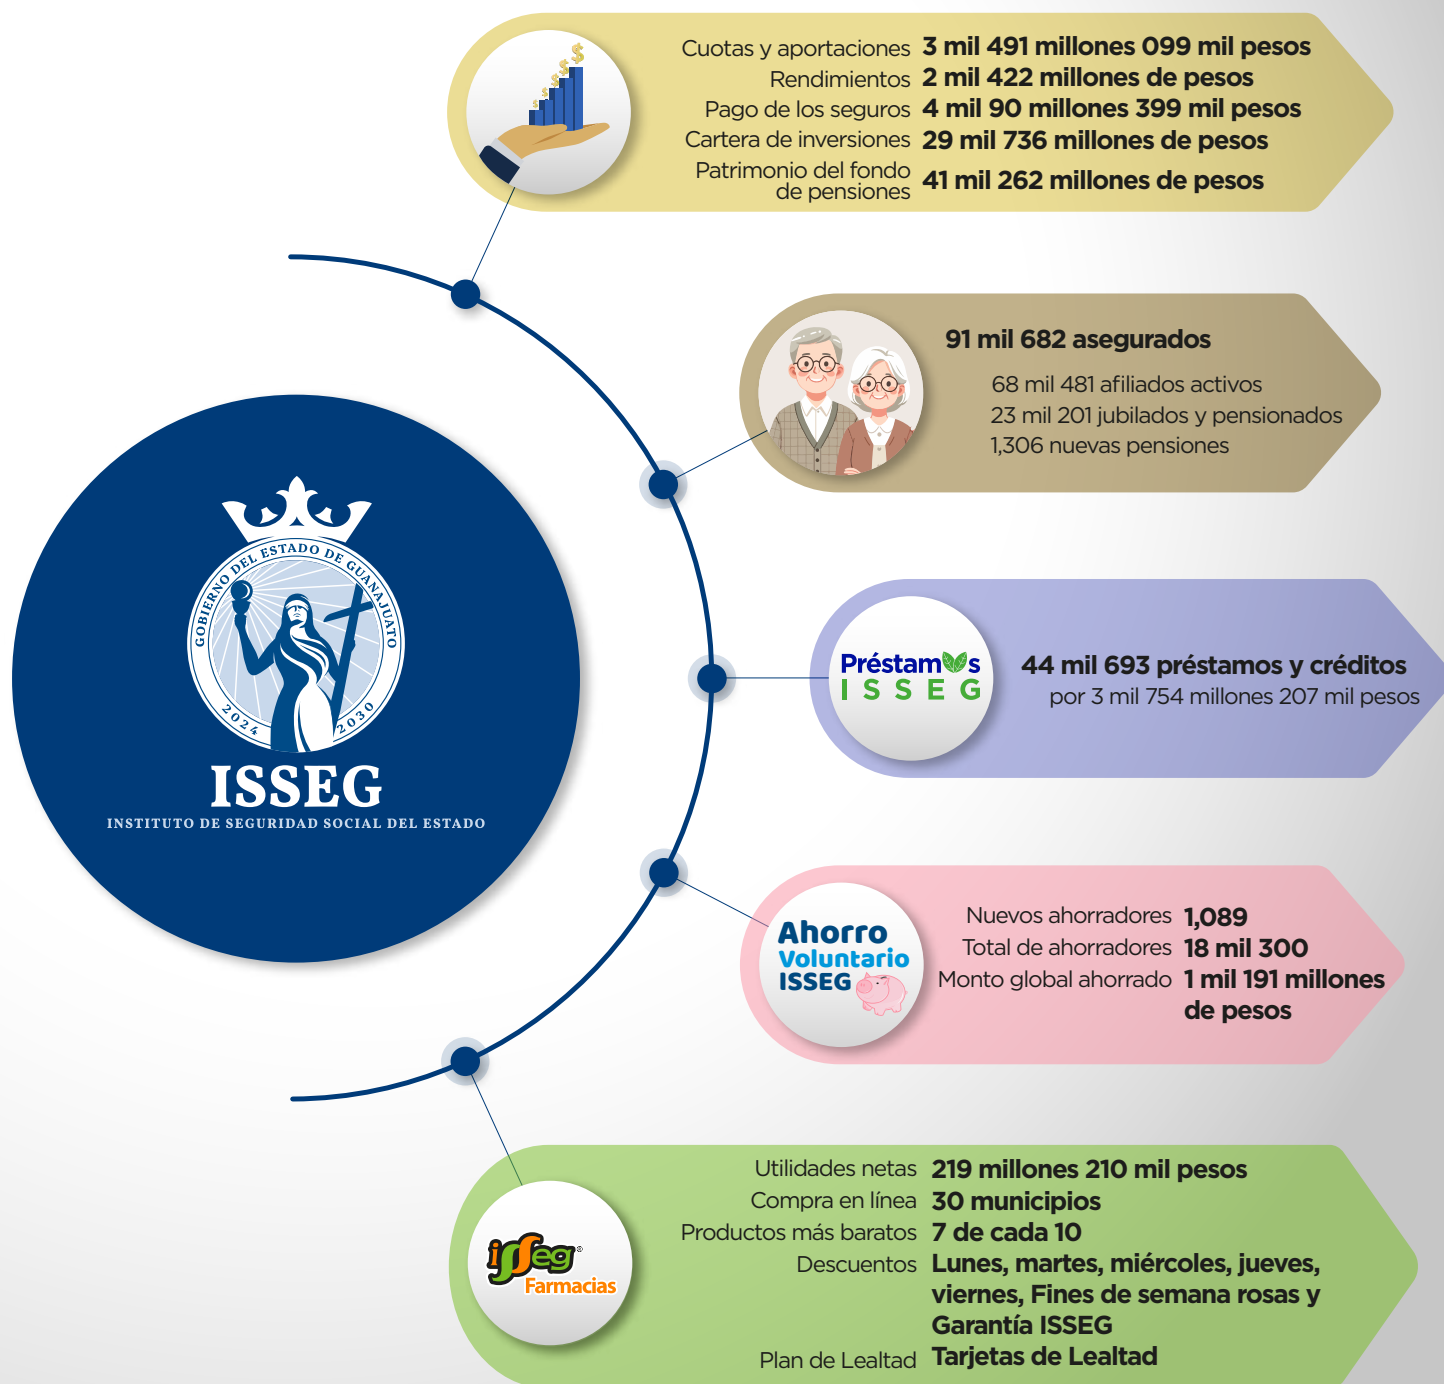 Cuotas y aportaciones 3 mil 491 millones 099 mil pesos
Rendimientos 2 mil 422 millones de pesos
Pago de los seguros 4 mil 90 millones 399 mil pesos
Cartera de inversiones 29 mil 736 millones de pesos
Patrimonio del fondo
de pensiones 41 mil 262 millones de pesos
91 mil 682 asegurados
68 mil 481 afiliados activos
23 mil 201 jubilados y pensionados
1,306 nuevas pensiones
GOBIERNO DEL ESTADO DE GUANAJUATO
2024 2030
ISSEG
INSTITUTO DE SEGURIDAD SOCIAL DEL ESTADO
Préstamos
ISSEG
44 mil 693 préstamos y créditos
por 3 mil 754 millones 207 mil pesos
Ahorro
Voluntario
ISSEG
Nuevos ahorradores 1,089
Total de ahorradores 18 mil 300
Monto global ahorrado 1 mil 191 millones
de pesos
isseg®
Farmacias
Utilidades netas 219 millones 210 mil pesos
Compra en línea 30 municipios
Productos más baratos 7 de cada 10
Descuentos Lunes, martes, miércoles, jueves,
viernes, Fines de semana rosas y
Garantía ISSEG
Plan de Lealtad Tarjetas de Lealtad